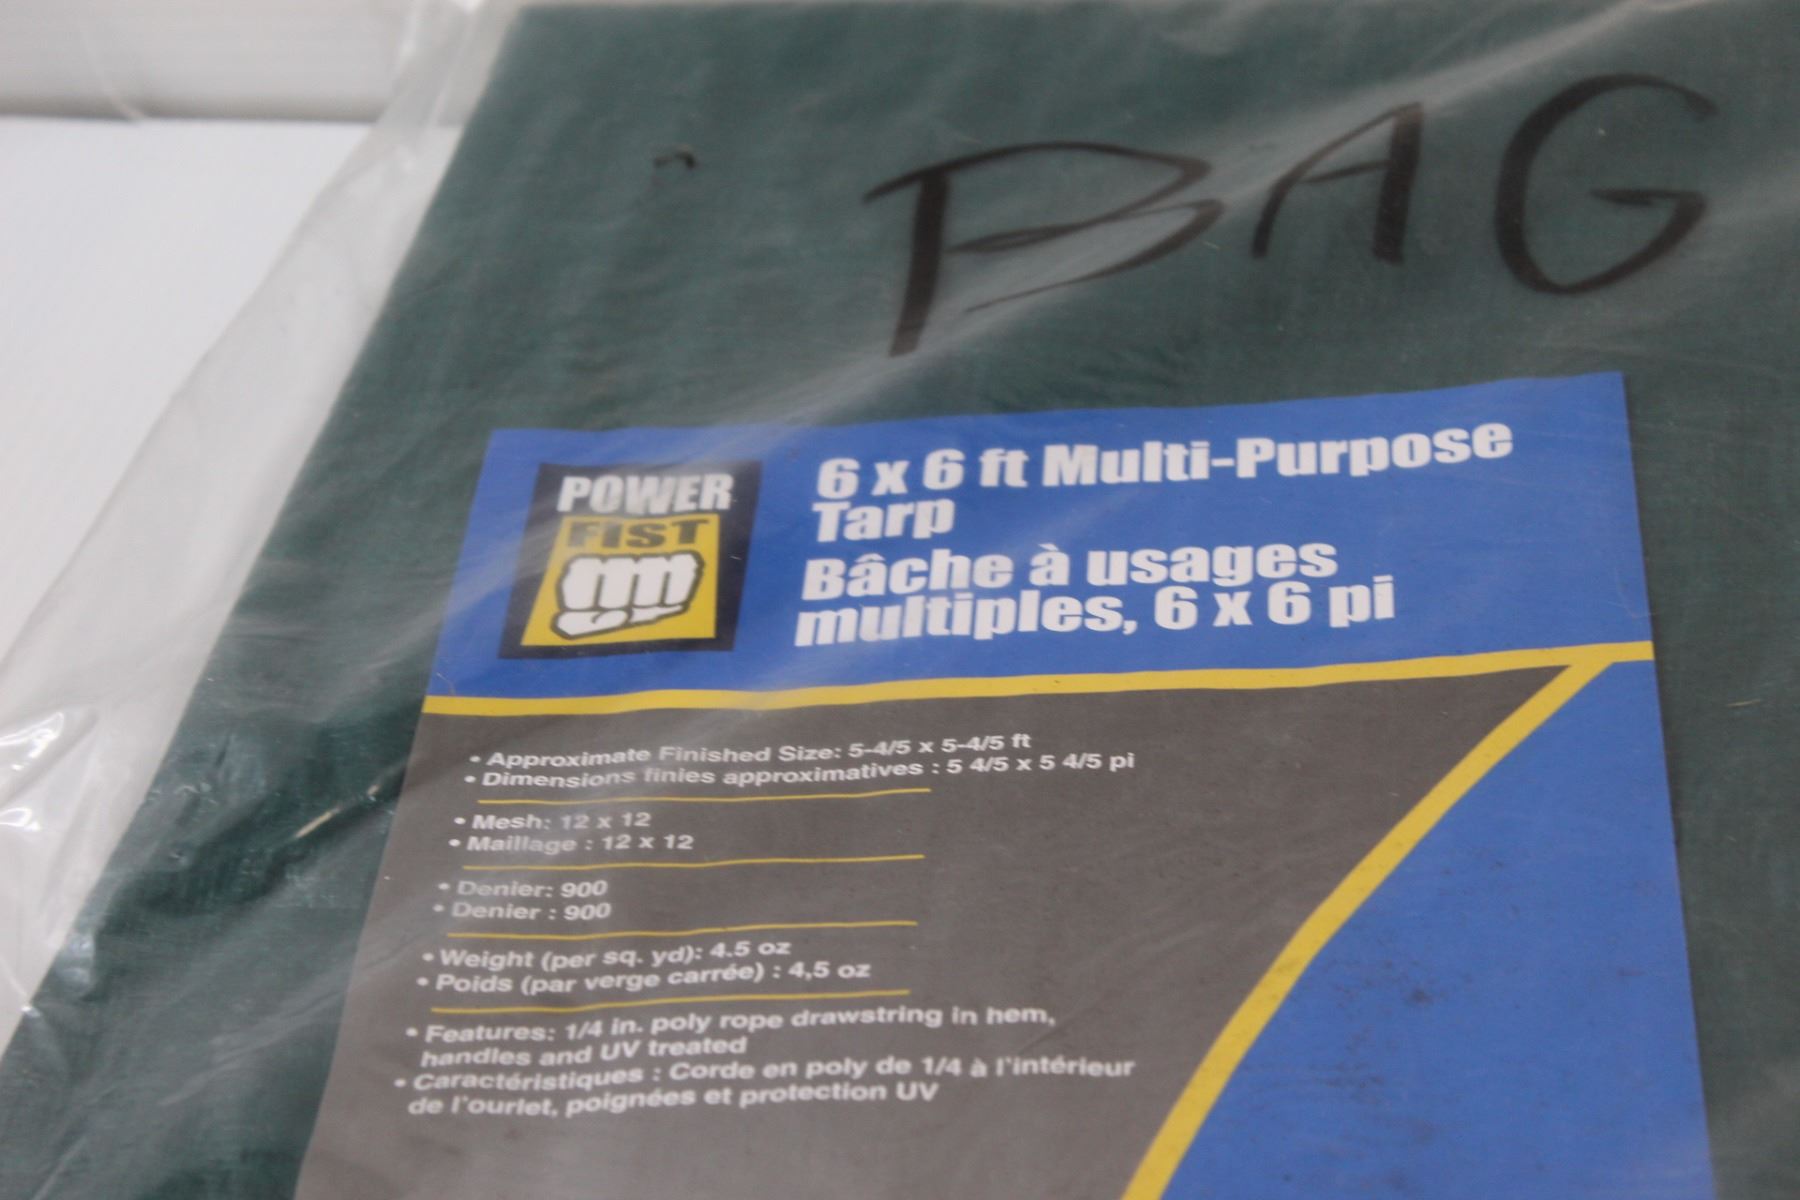 BAG
POWER
FIST
6 x 6 ft Multi-Purpose
Tarp
Bâche à usages
multiples, 6 x 6 pi
• Approximate Finished Size: 5-4/5 x 5-4/5 ft
• Dimensions finies approximatives : 5 4/5 x 5 4/5 pi
• Mesh: 12 x 12
• Maillage : 12 x 12
• Denier: 900
• Denier : 900
• Weight (per sq. yd): 4.5 oz
• Poids (par verge carrée) : 4,5 oz
• Features: 1/4 in. poly rope drawstring in hem,
handles and UV treated
• Caractéristiques : Corde en poly de 1/4 à l'intérieur
de l'ourlet, poignées et protection UV